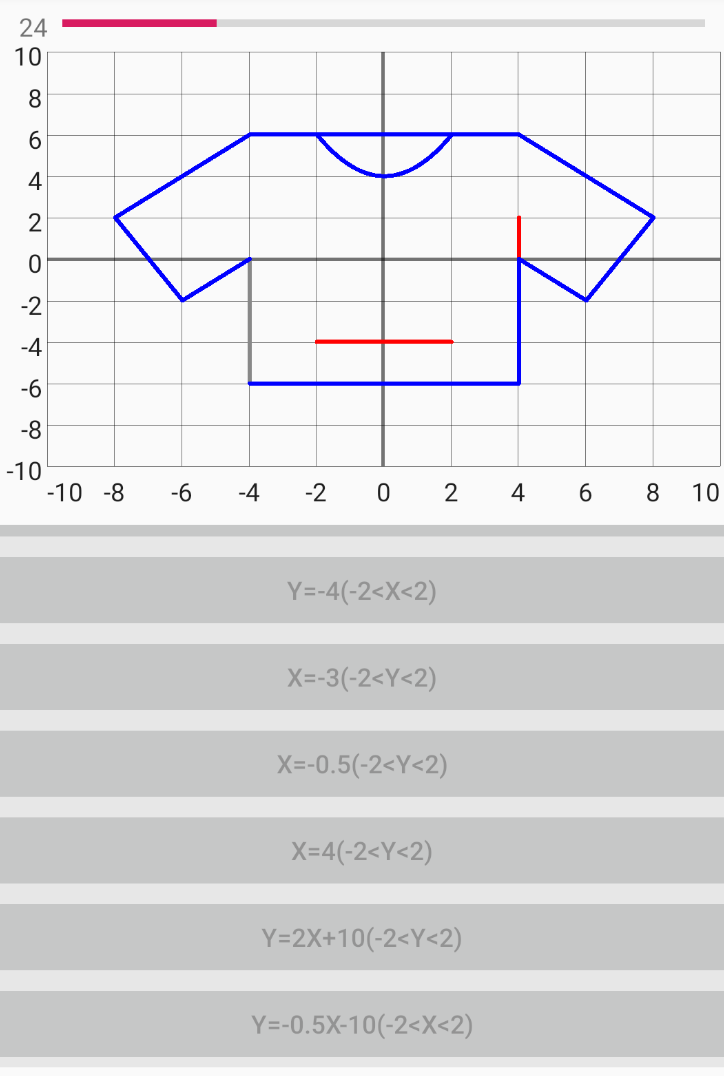 24
10
8
6
4
2
0
-2
-4
-6
-8
-10
-10 -8 -6 -4 -2 0 2 4 6 8 10
Y=-4(-2<X<2)
X=-3(-2<Y<2)
X=-0.5(-2<Y<2)
X=4(-2<Y<2)
Y=2X+10(-2<Y<2)
Y=-0.5X-10(-2<X<2)